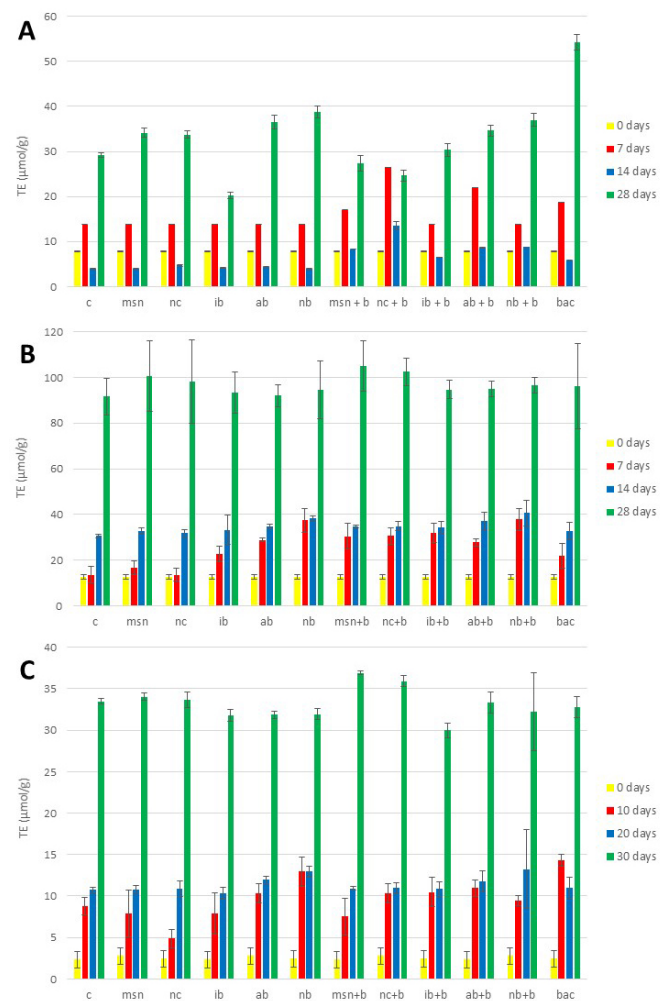 A
60
50
40
30
20
10
0
TE (µmol/g)
c msn nc ib ab nb msn + b nc + b ib + b ab + b nb + b bac
0 days
7 days
14 days
28 days
B
120
100
80
60
40
20
0
TE (µmol/g)
c msn nc ib ab nb msn+b nc+b ib+b ab+b nb+b bac
0 days
7 days
14 days
28 days
C
40
35
30
25
20
15
10
5
0
TE (µmol/g)
c msn nc ib ab nb msn+b nc+b ib+b ab+b nb+b bac
0 days
10 days
20 days
30 days